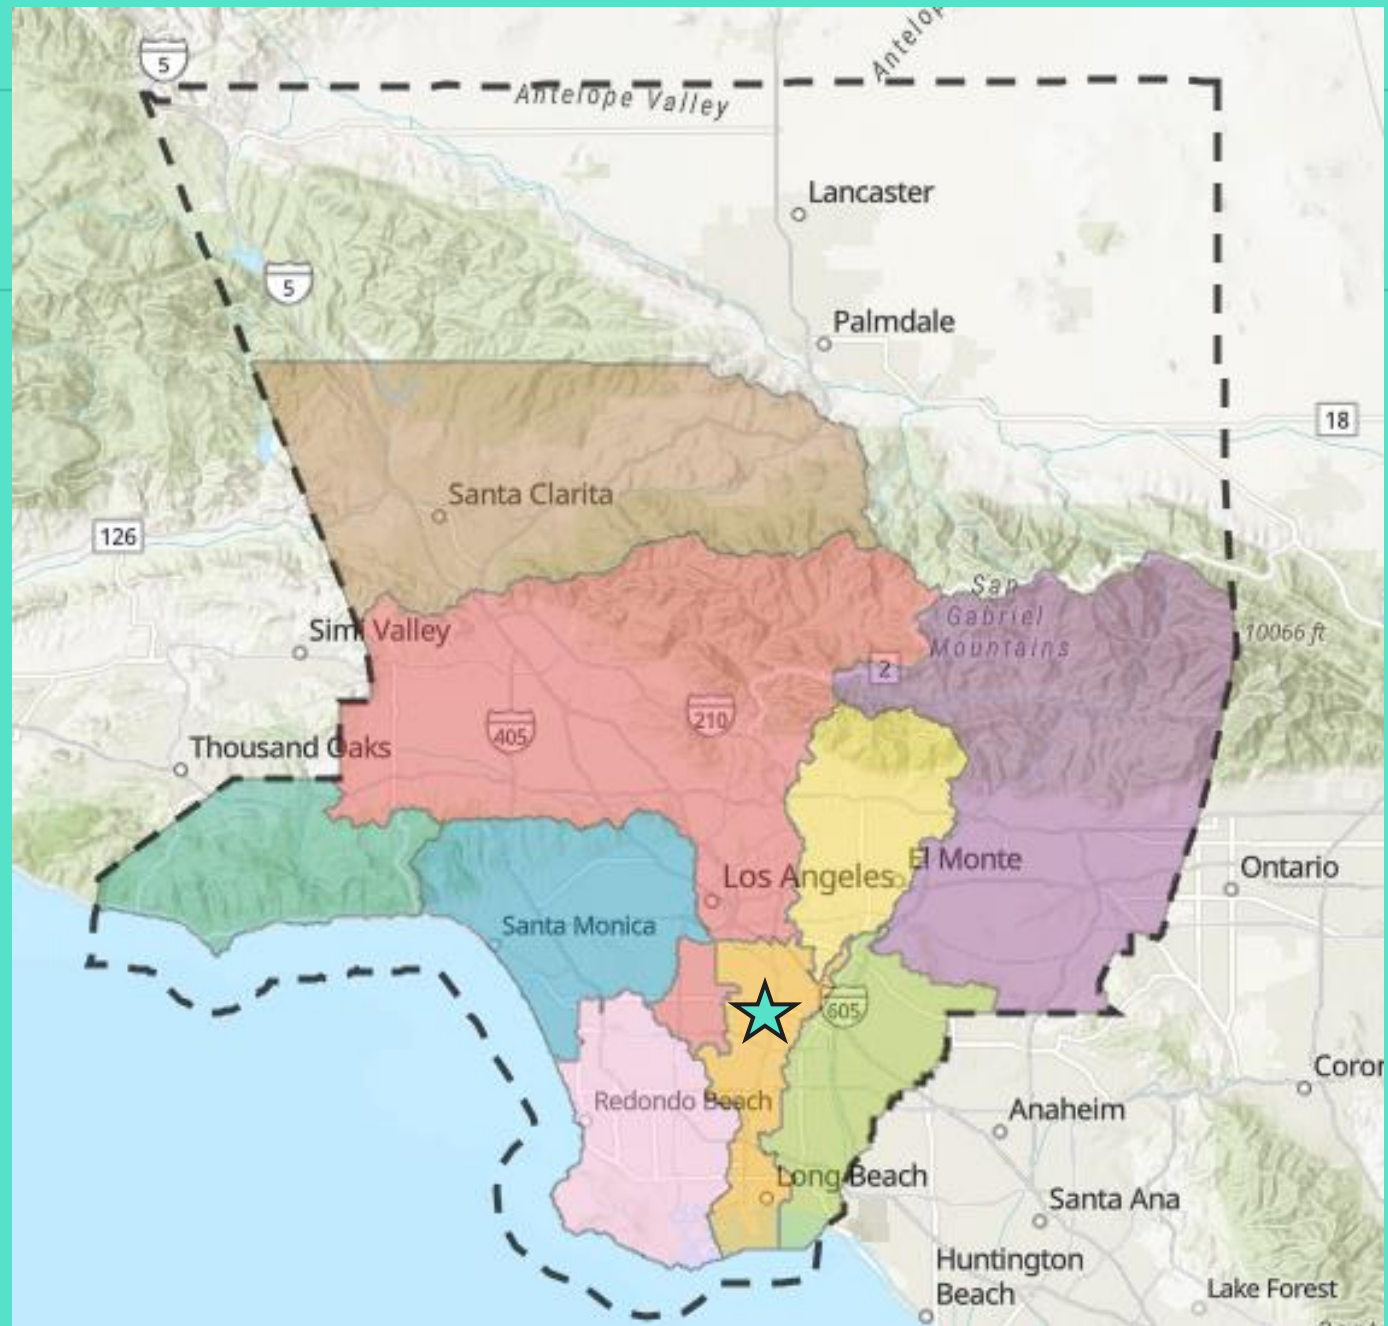 5
Antelop
Antelope Valley
Lancaster
5
Palmdale
18
Santa Clarita
126
San
Gabriel
Mountains
Simi Valley
10066 ft
2
210
405
Thousand Oaks
El Monte
Ontario
Los Angeles
Santa Monica
605
Coror
Redondo Beach
Anaheim
Long Beach
Santa Ana
Huntington
Beach
Lake Forest